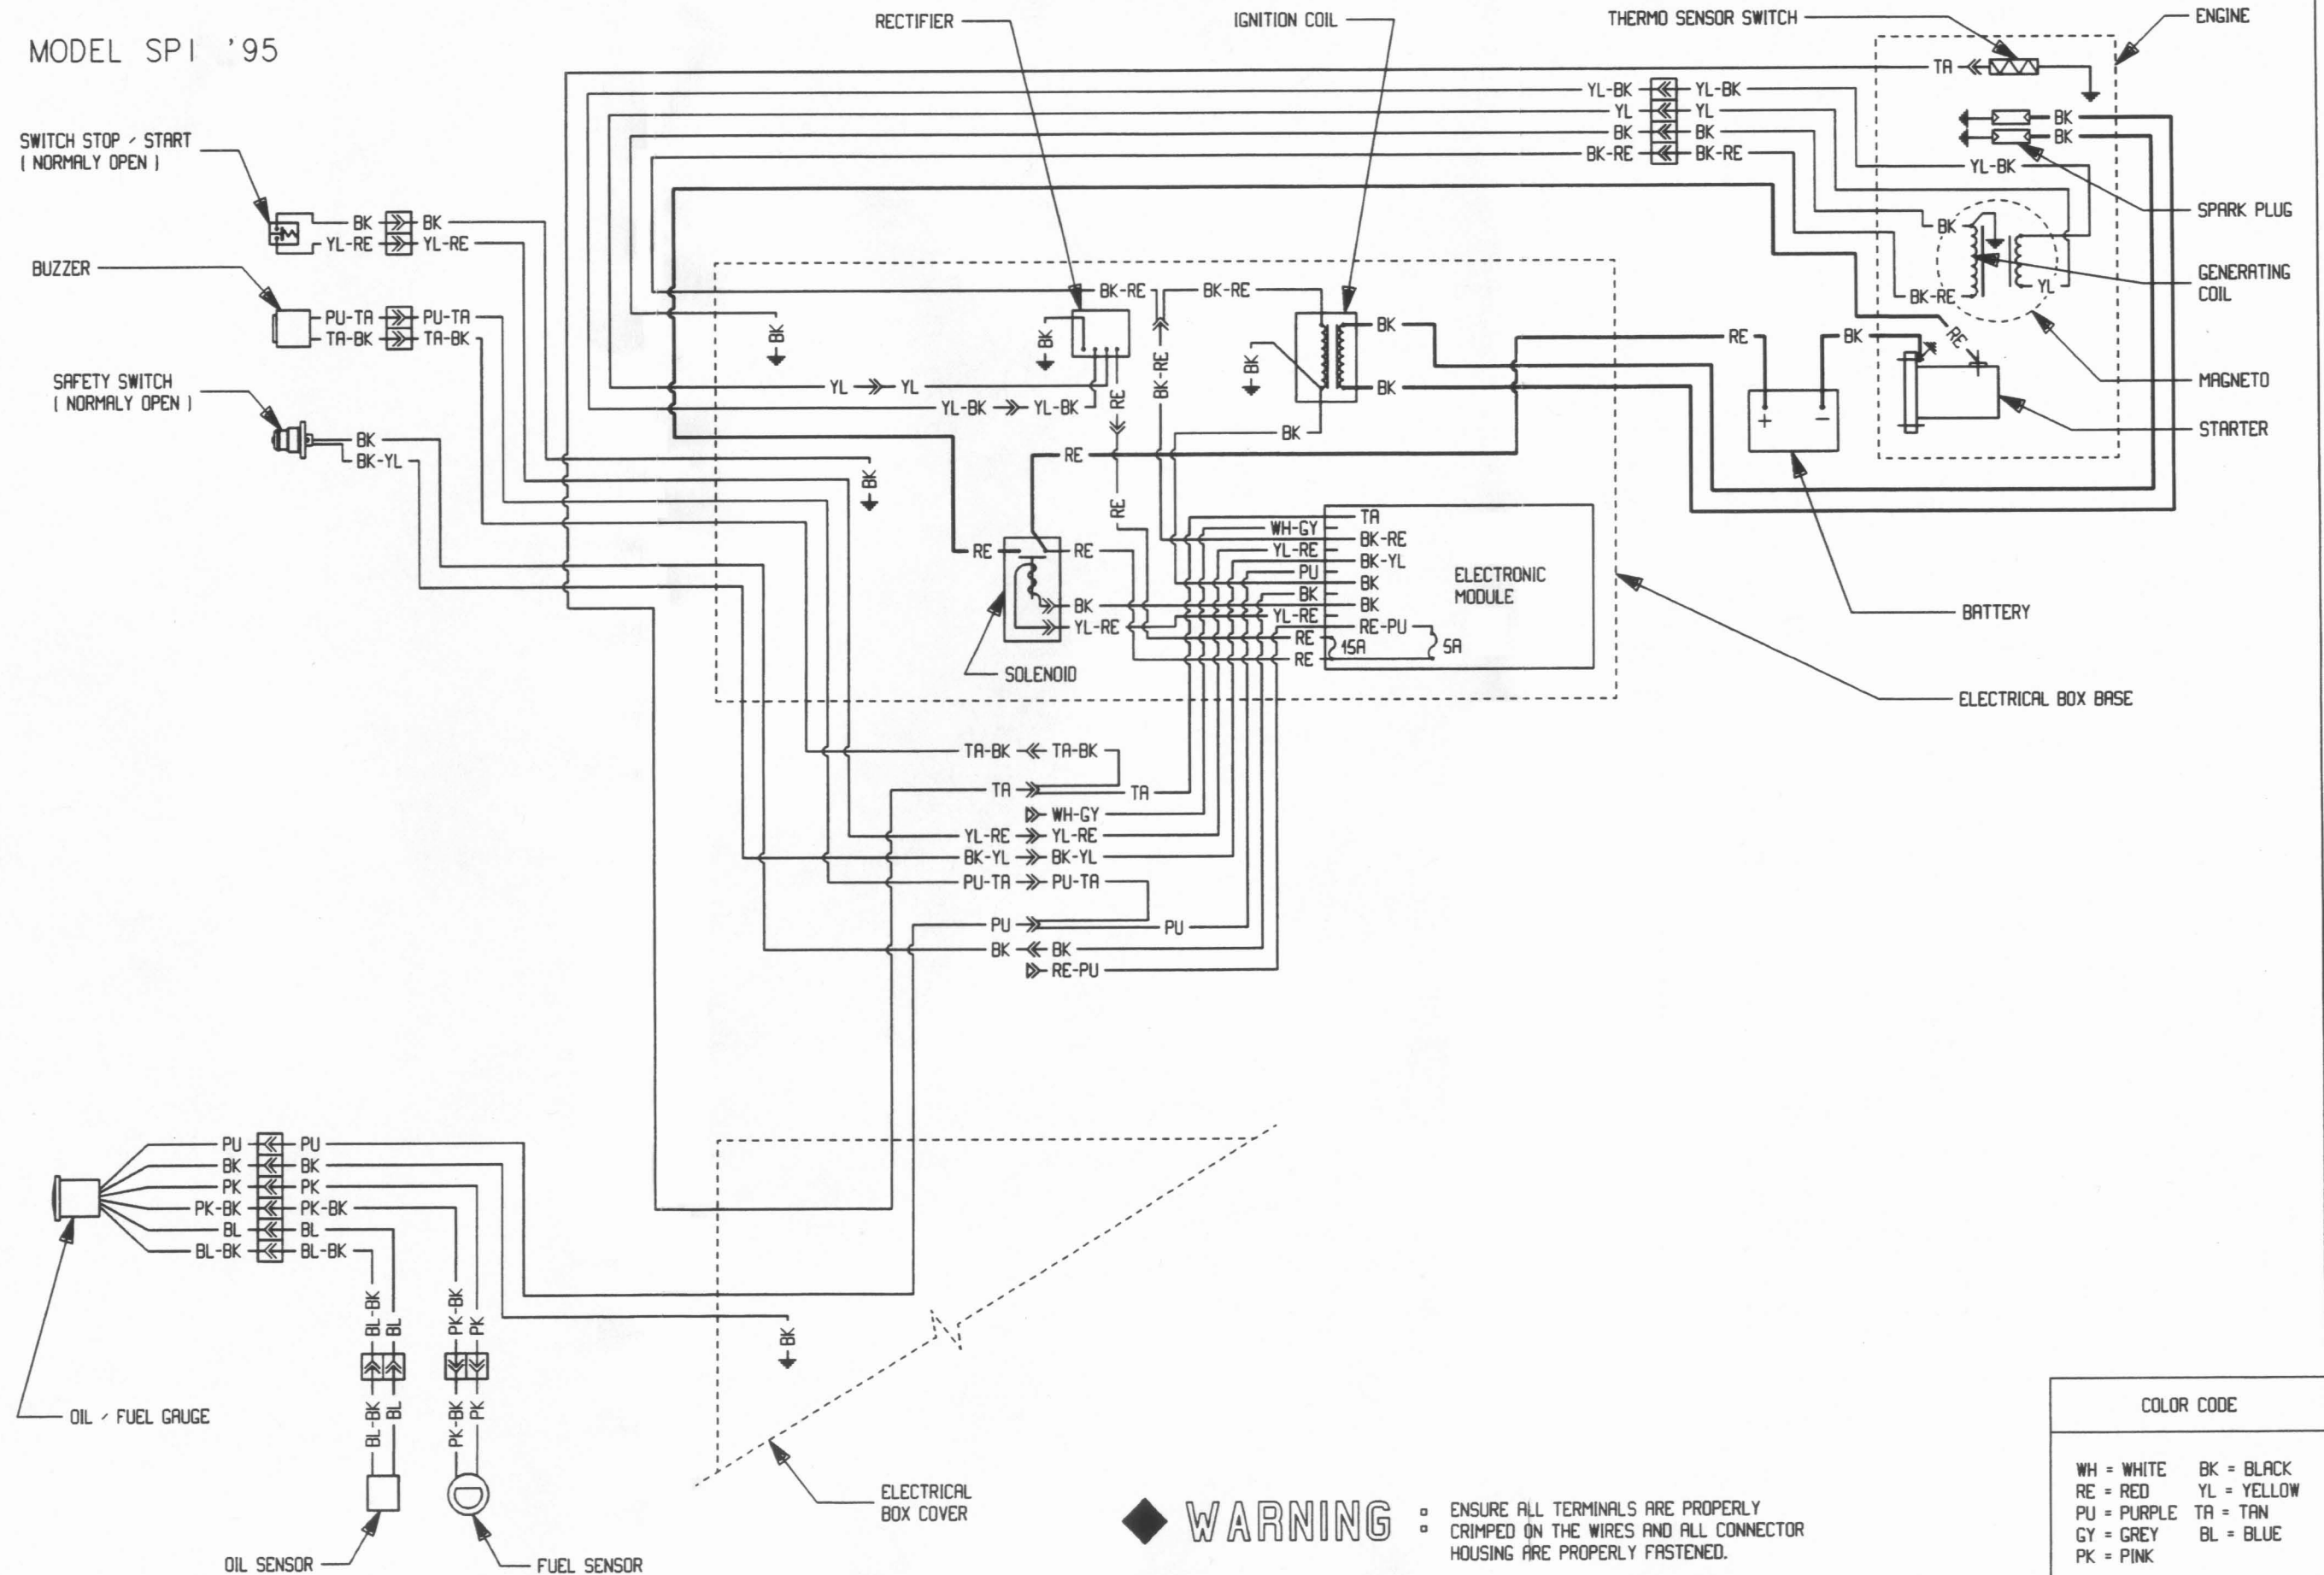 MODEL SPI '95
RECTIFIER
IGNITION COIL
THERMO SENSOR SWITCH
ENGINE
SWITCH STOP / START
( NORMALY OPEN )
BUZZER
SAFETY SWITCH
( NORMALY OPEN )
BK BK
YL-RE YL-RE
PU-TA PU-TA
TA-BK TA-BK
BK
BK-YL
TA
YL-BK YL-BK
YL YL
BK BK
BK-RE BK-RE
BK
BK
YL-BK
BK
BK-RE
YL
RE
SPARK PLUG
GENERATING
COIL
MAGNETO
STARTER
RE
BK
+ −
BATTERY
BK-RE BK-RE
BK
BK
BK-RE
BK
BK
BK
BK
YL YL
YL-BK YL-BK
RE
RE
RE
BK
RE RE
BK
YL-RE
SOLENOID
TA
WH-GY
BK-RE
YL-RE
BK-YL
PU
BK
BK
BK
YL-RE
RE-PU
RE
15A
5A
RE
ELECTRONIC
MODULE
ELECTRICAL BOX BASE
TA-BK TA-BK
TA TA
WH-GY
YL-RE YL-RE
BK-YL BK-YL
PU-TA PU-TA
PU PU
BK BK
RE-PU
PU PU
BK BK
PK PK
PK-BK PK-BK
BL BL
BL-BK BL-BK
BL-BK
BL
PK-BK
PK
BL-BK
BL
PK-BK
PK
BK
OIL / FUEL GAUGE
OIL SENSOR
FUEL SENSOR
ELECTRICAL
BOX COVER
WARNING : ENSURE ALL TERMINALS ARE PROPERLY
CRIMPED ON THE WIRES AND ALL CONNECTOR
HOUSING ARE PROPERLY FASTENED.
COLOR CODE
WH = WHITE BK = BLACK
RE = RED YL = YELLOW
PU = PURPLE TA = TAN
GY = GREY BL = BLUE
PK = PINK